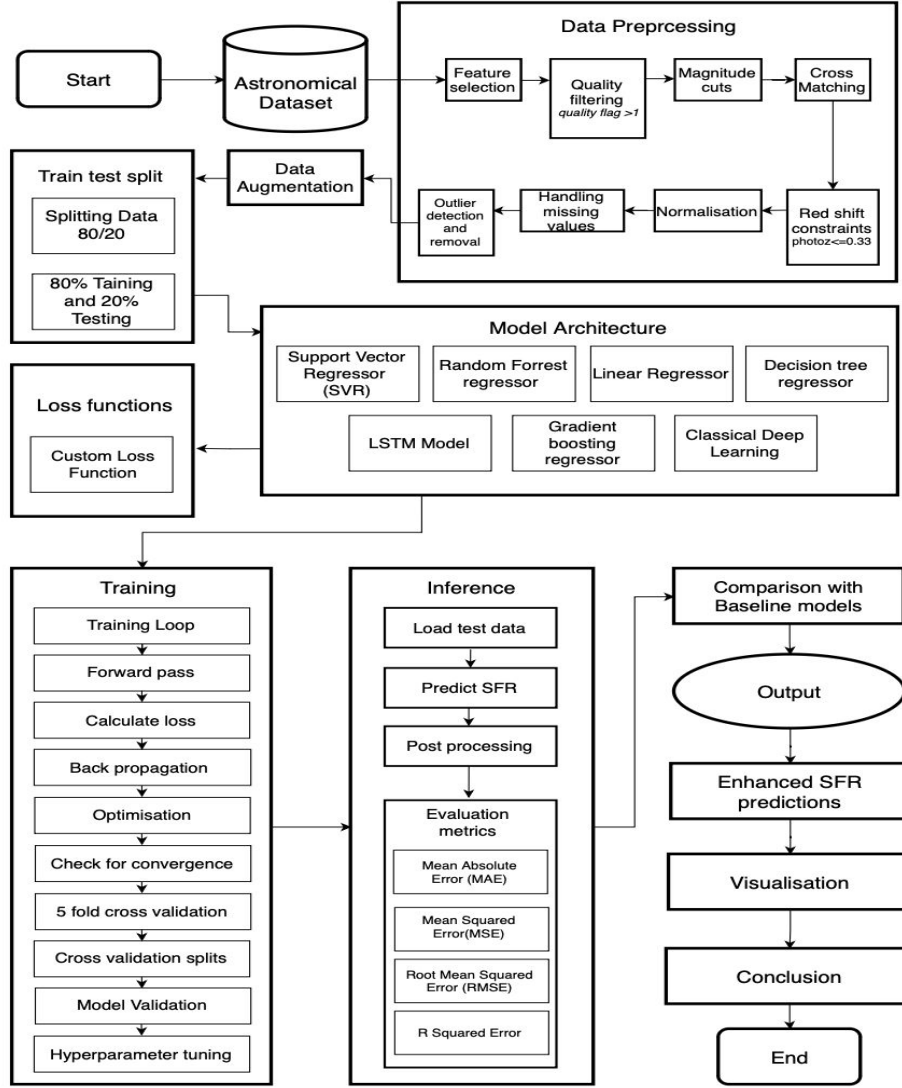 Start
Astronomical
Dataset
Data Preprcessing
Feature
selection
Quality
filtering
quality flag >1
Magnitude
cuts
Cross
Matching
Red shift
constraints
photoz<=0.33
Normalisation
Handling
missing
values
Outlier
detection
and
removal
Data
Augmentation
Train test split
Splitting Data
80/20
80% Taining
and 20%
Testing
Model Architecture
Support Vector
Regressor
(SVR)
Random Forrest
regressor
Linear Regressor
Decision tree
regressor
LSTM Model
Gradient
boosting
regressor
Classical Deep
Learning
Loss functions
Custom Loss
Function
Training
Training Loop
Forward pass
Calculate loss
Back propagation
Optimisation
Check for convergence
5 fold cross validation
Cross validation splits
Model Validation
Hyperparameter tuning
Inference
Load test data
Predict SFR
Post processing
Evaluation
metrics
Mean Absolute
Error (MAE)
Mean Squared
Error(MSE)
Root Mean Squared
Error (RMSE)
R Squared Error
Comparison with
Baseline models
Output
Enhanced SFR
predictions
Visualisation
Conclusion
End